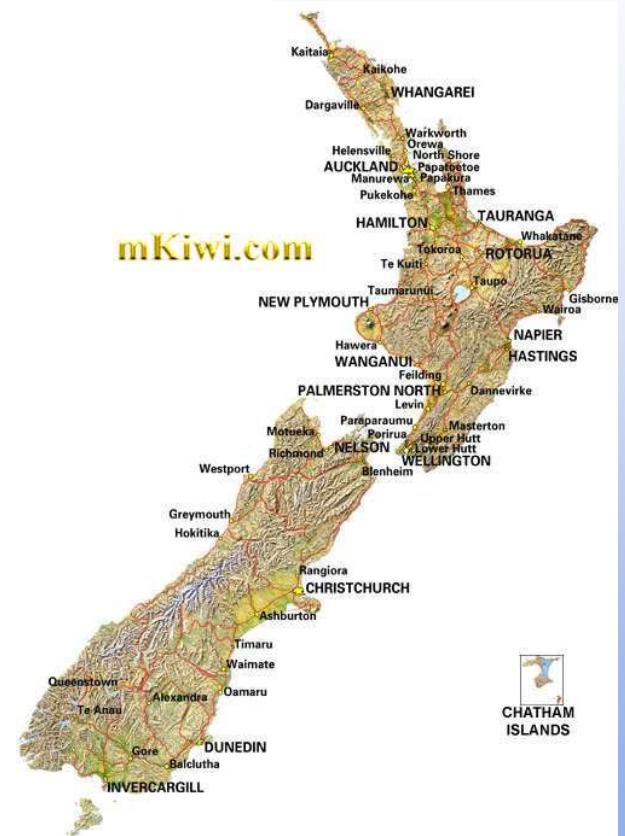 Kaitaia
Kaikohe
WHANGAREI
Dargaville
Warkworth
Orewa
Helensville
North Shore
AUCKLAND
Papatoetoe
Manurewa
Papakura
Pukekohe
Thames
HAMILTON
TAURANGA
mKiwi.com
Whakatane
Tokoroa
ROTORUA
Te Kuiti
Taupo
Taumarunui
Gisborne
NEW PLYMOUTH
Wairoa
NAPIER
Hawera
HASTINGS
WANGANUI
Feilding
PALMERSTON NORTH
Dannevirke
Levin
Paraparaumu
Masterton
Motueka
Porirua
Upper Hutt
Richmond
NELSON
Lower Hutt
WELLINGTON
Westport
Blenheim
Greymouth
Hokitika
Rangiora
CHRISTCHURCH
Ashburton
Timaru
Waimate
Queenstown
Alexandra
Oamaru
Te Anau
CHATHAM
ISLANDS
Gore
DUNEDIN
Balclutha
INVERCARGILL